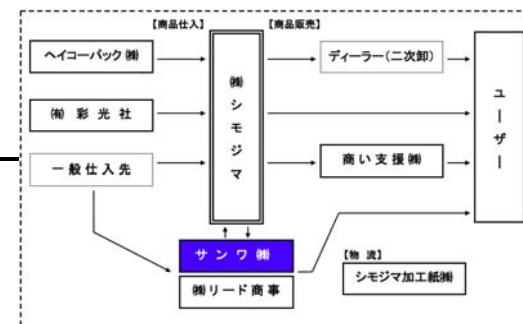 【商品仕入】
【商品販売】
ヘイコーパック㈱
ディーラー(二次卸)
㈱シモジマ
ユーザー
㈲彩光社
一般仕入先
商い支援㈱
サンワ㈱
㈱リード商事
【物流】
シモジマ加工紙㈱